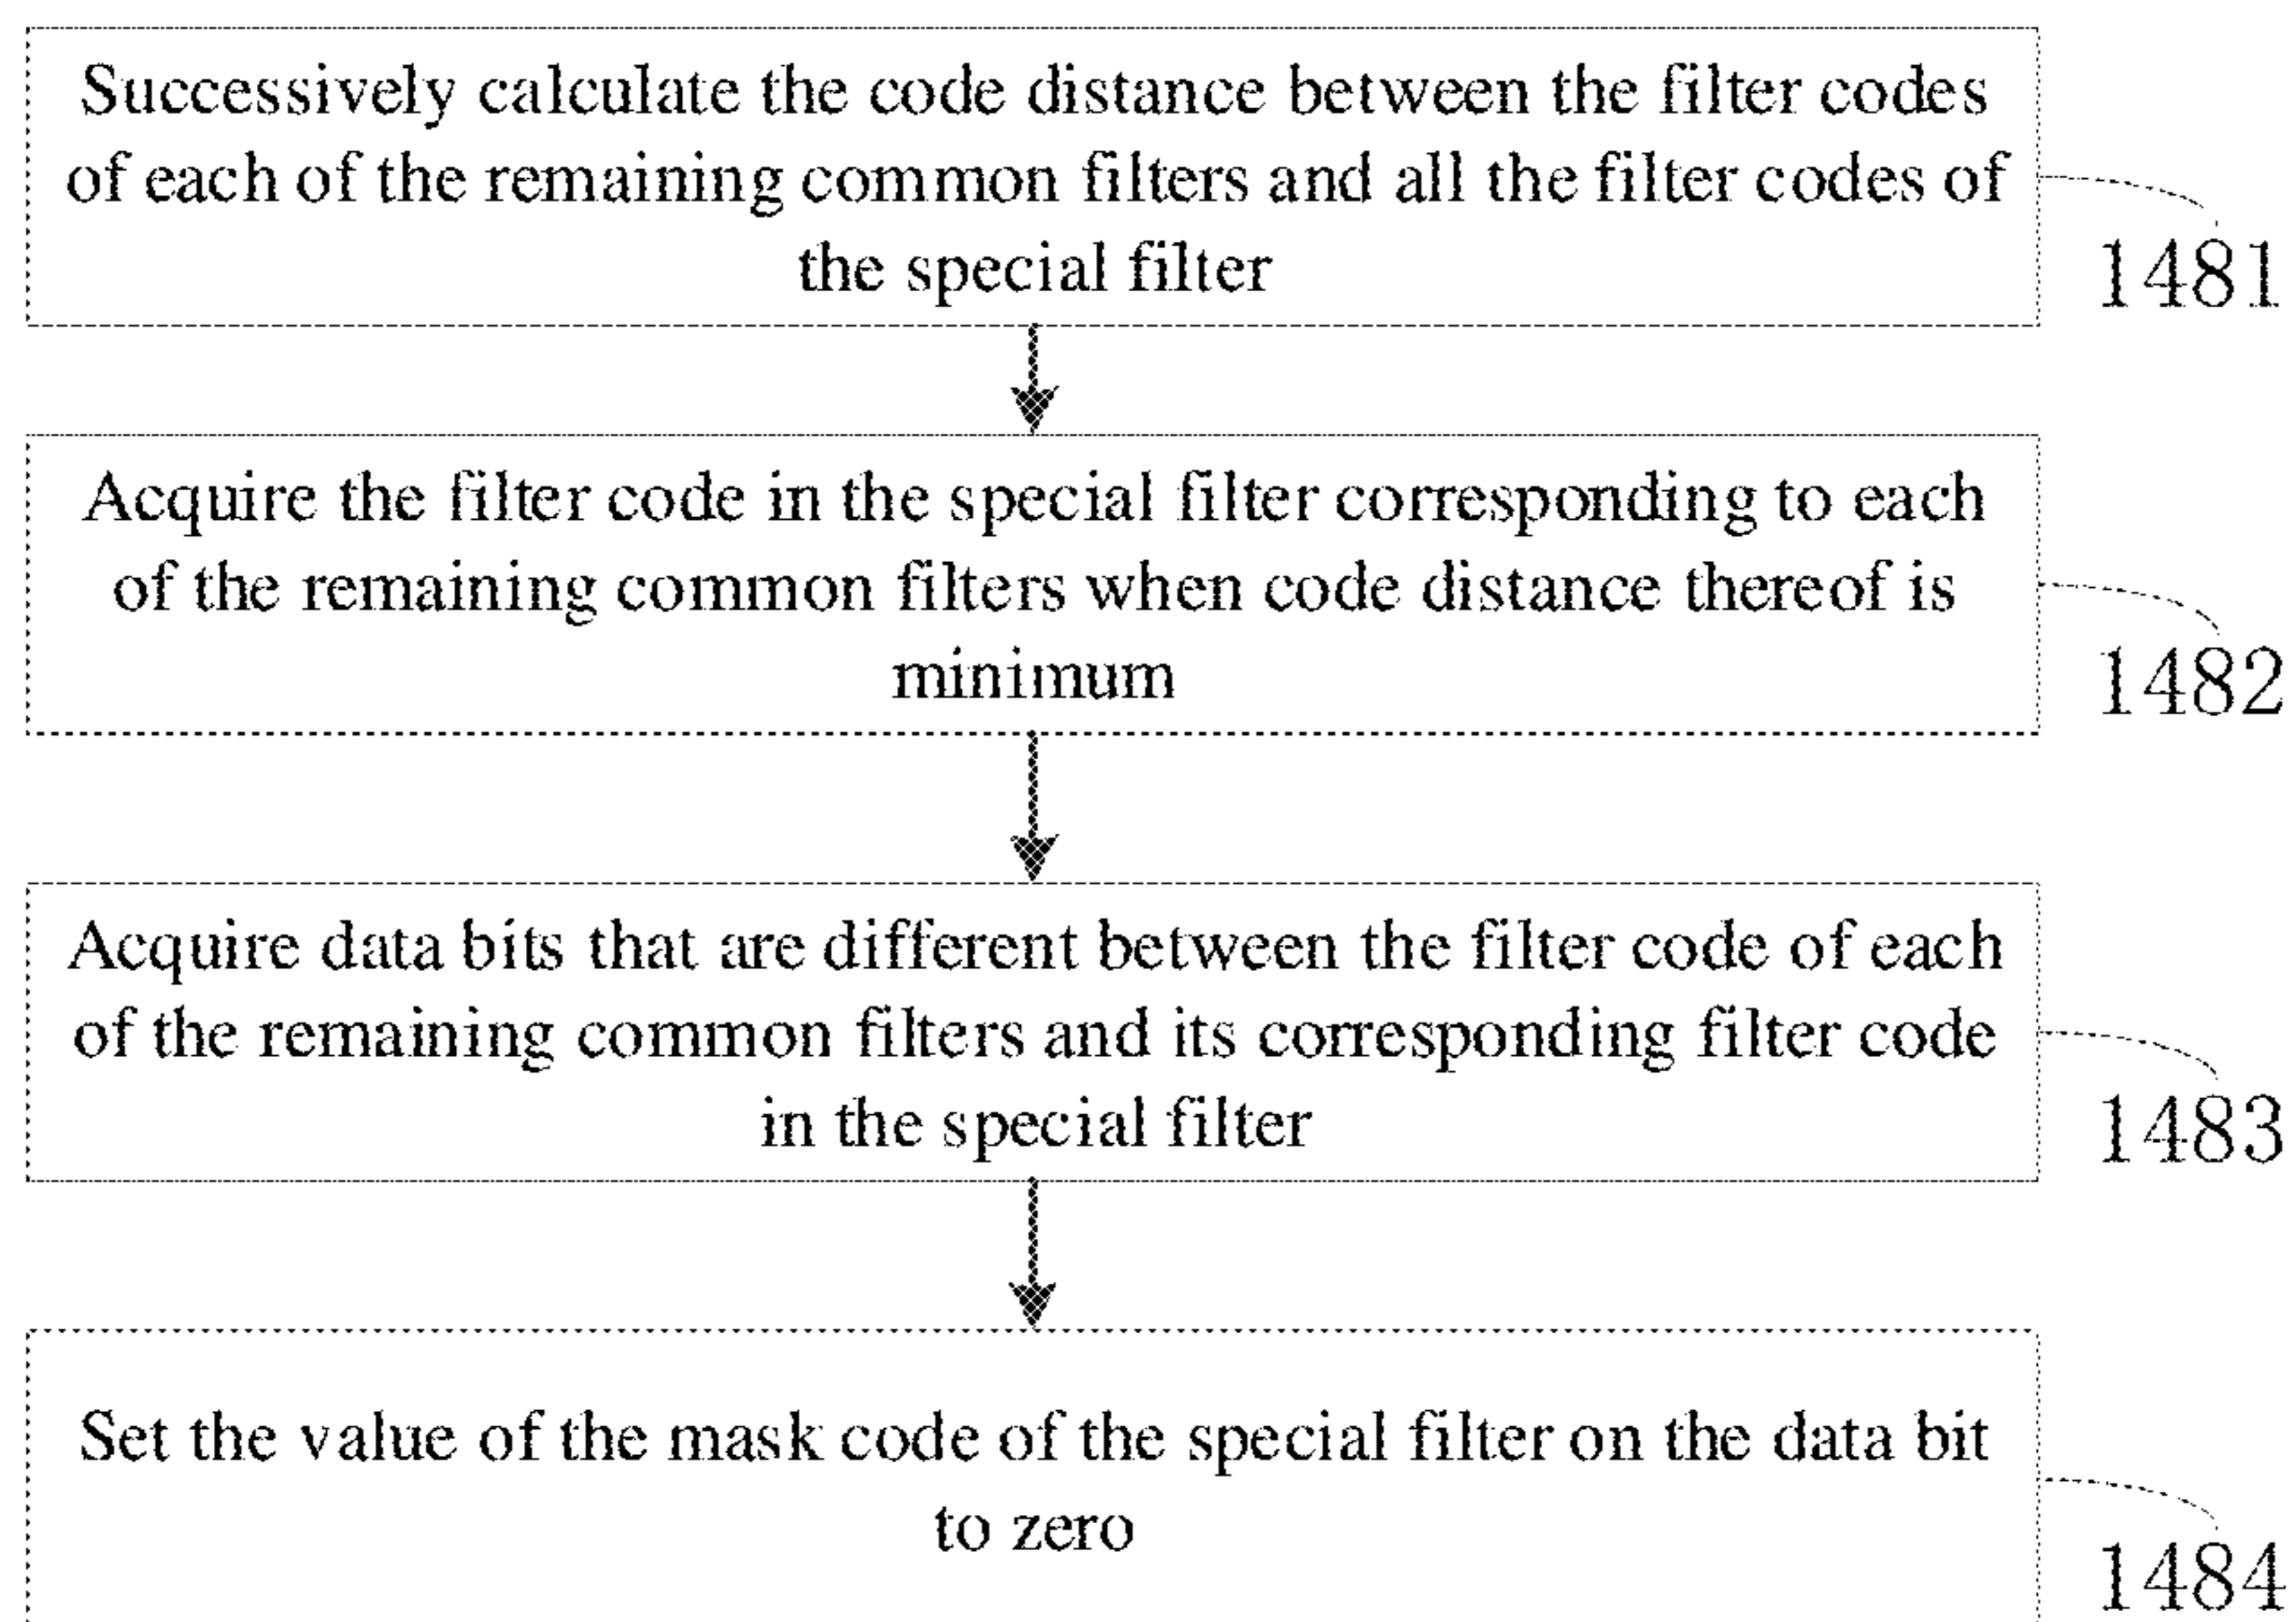 Successively calculate the code distance between the filter codes
of each of the remaining common filters and all the filter codes of
the special filter
1481
Acquire the filter code in the special filter corresponding to each
of the remaining common filters when code distance thereof is
minimum
1482
Acquire data bits that are different between the filter code of each
of the remaining common filters and its corresponding filter code
in the special filter
1483
Set the value of the mask code of the special filter on the data bit
to zero
1484